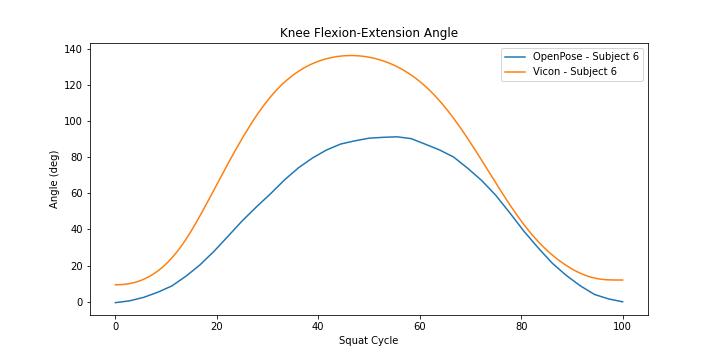 Knee Flexion-Extension Angle
OpenPose - Subject 6
Vicon - Subject 6
Angle (deg)
140
120
100
80
60
40
20
0
0 20 40 60 80 100
Squat Cycle